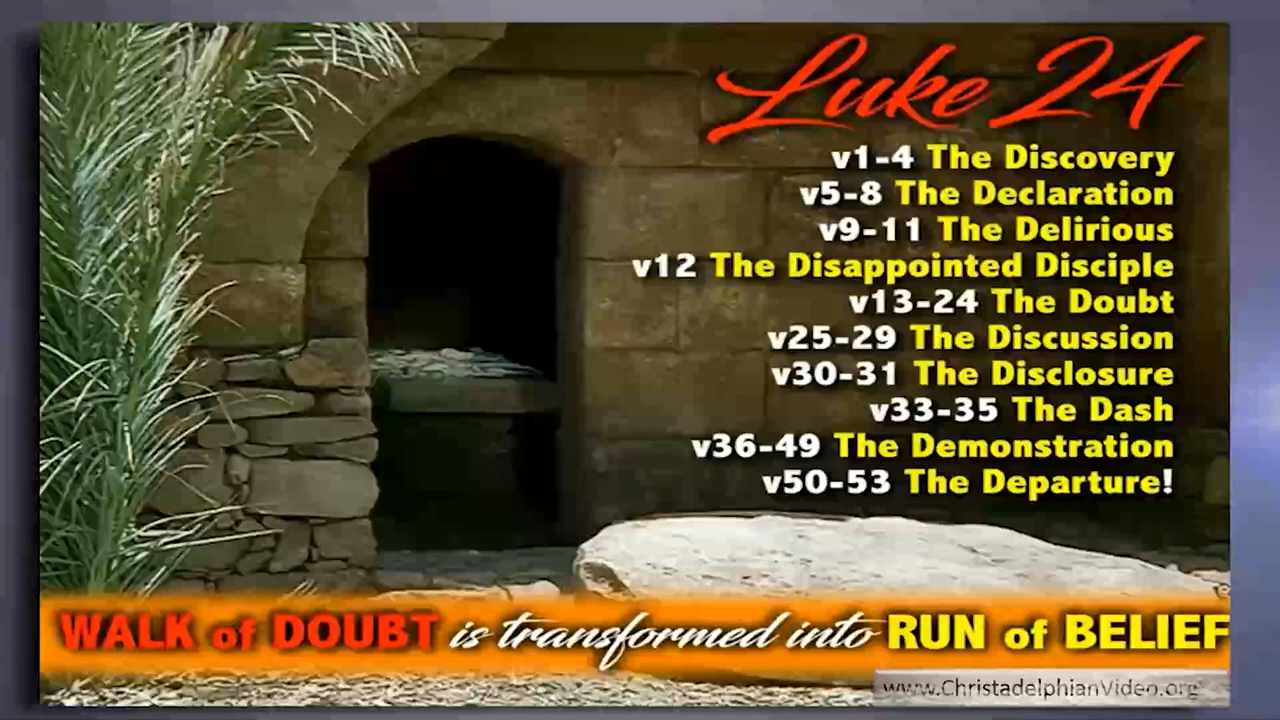 Luke 24
v1-4 The Discovery
v5-8 The Declaration
v9-11 The Delirious
v12 The Disappointed Disciple
v13-24 The Doubt
v25-29 The Discussion
v30-31 The Disclosure
v33-35 The Dash
v36-49 The Demonstration
v50-53 The Departure!
WALK of DOUBT is transformed into RUN of BELIEF
www.ChristadelphianVideo.org